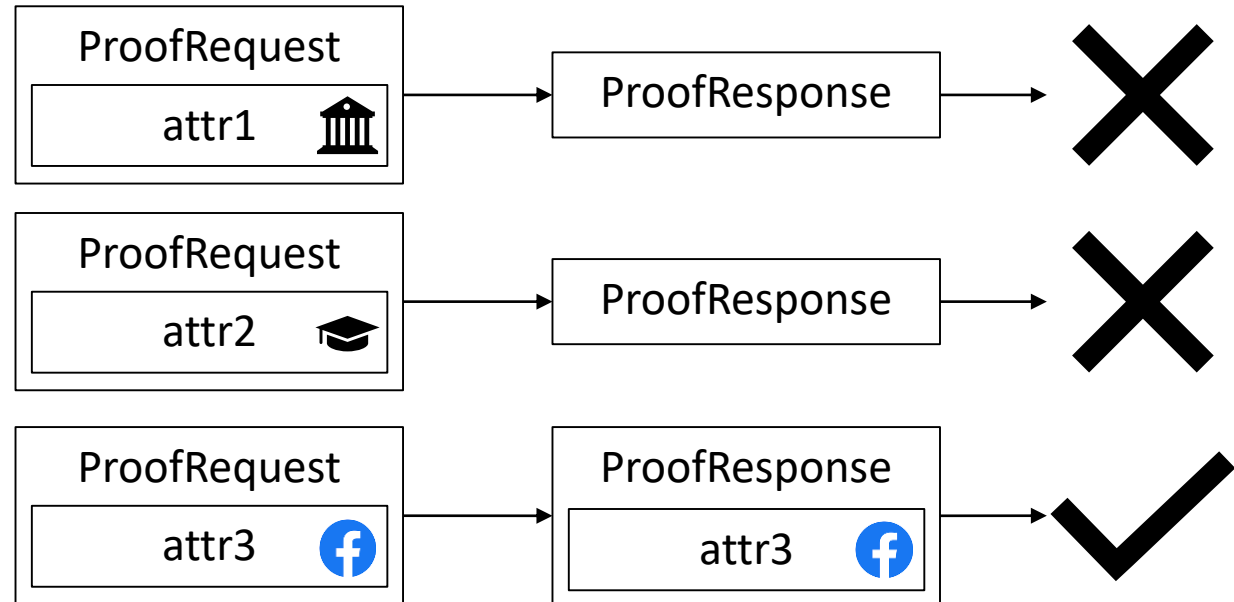 ProofRequest
attr1
ProofResponse
ProofRequest
attr2
ProofResponse
ProofRequest
attr3
ProofResponse
attr3